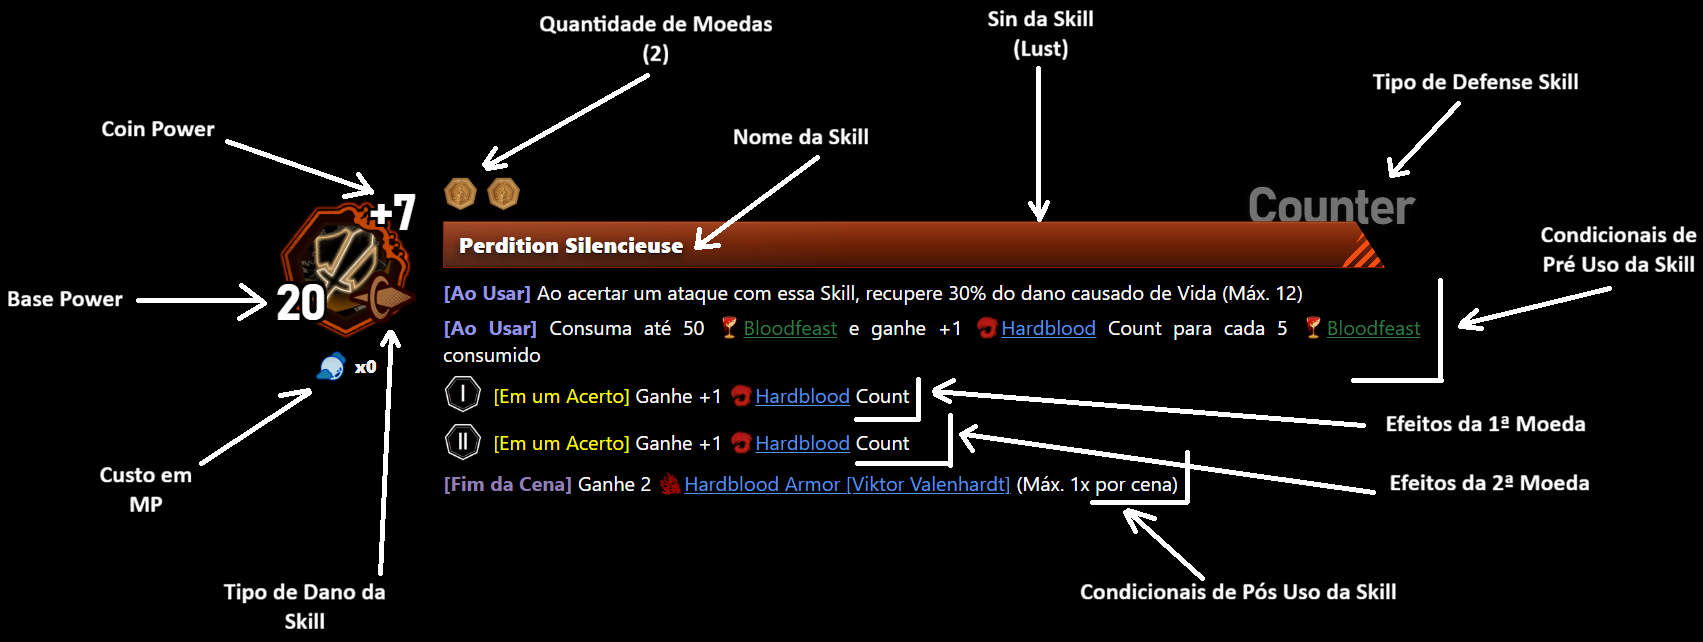 Quantidade de Moedas
(2)
Sin da Skill
(Lust)
Tipo de Defense Skill
Coin Power
Nome da Skill
+7
Counter
Perdition Silencieuse
Condicionais de
Pré Uso da Skill
Base Power
20
[Ao Usar] Ao acertar um ataque com essa Skill, recupere 30% do dano causado de Vida (Máx. 12)
[Ao Usar] Consuma até 50 Bloodfeast e ganhe +1 Hardblood Count para cada 5 Bloodfeast
consumido
x0
I [Em um Acerto] Ganhe +1 Hardblood Count
Efeitos da 1ª Moeda
II [Em um Acerto] Ganhe +1 Hardblood Count
Efeitos da 2ª Moeda
Custo em
MP
[Fim da Cena] Ganhe 2 Hardblood Armor [Viktor Valenhardt] (Máx. 1x por cena)
Tipo de Dano da
Skill
Condicionais de Pós Uso da Skill